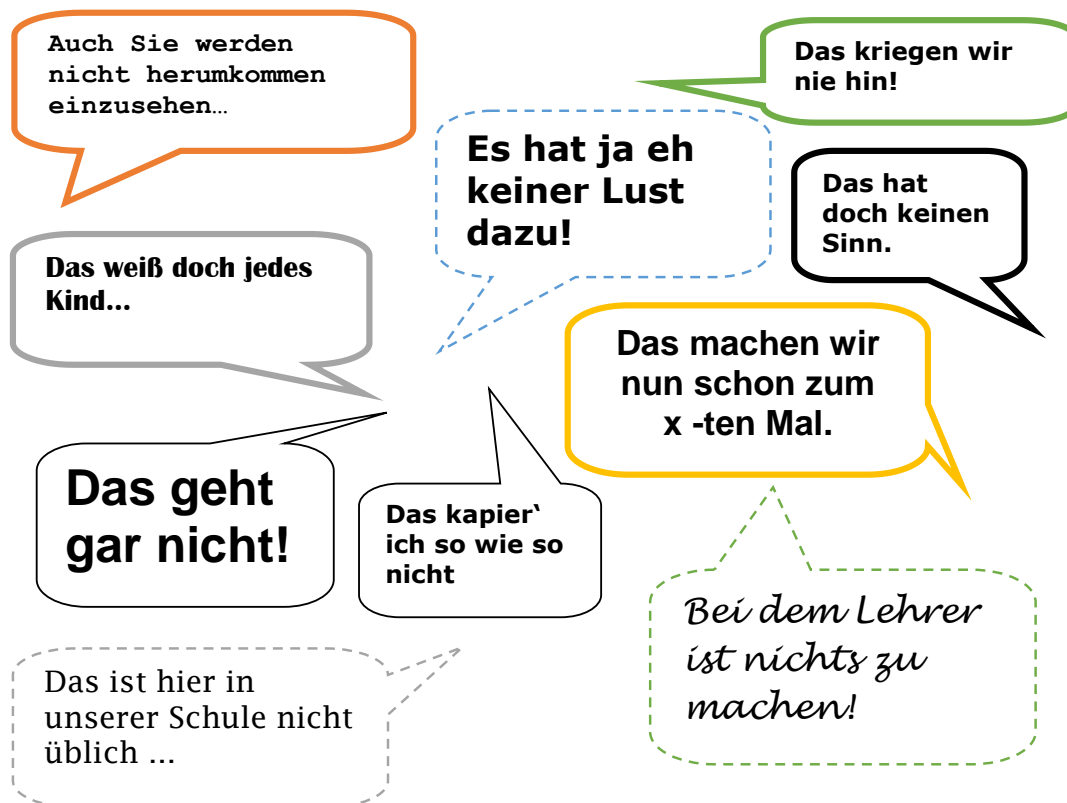 Auch Sie werden
nicht herumkommen
einzusehen…
Das kriegen wir
nie hin!
Es hat ja eh
keiner Lust
dazu!
Das hat
doch keinen
Sinn.
Das weiß doch jedes
Kind...
Das machen wir
nun schon zum
x -ten Mal.
Das geht
gar nicht!
Das kapier‘
ich so wie so
nicht
Bei dem Lehrer
ist nichts zu
machen!
Das ist hier in
unserer Schule nicht
üblich ...